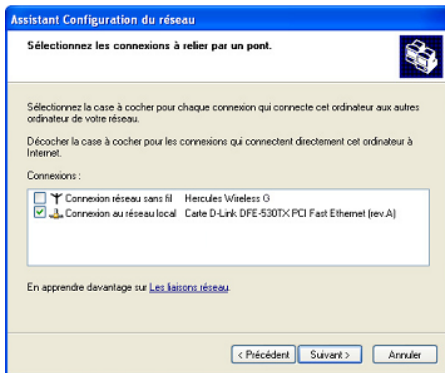 Assistant Configuration du réseau
Sélectionnez les connexions à relier par un pont.
Sélectionnez la case à cocher pour chaque connexion qui connecte cet ordinateur aux autres
ordinateur de votre réseau.
Décocher la case à cocher pour les connexions qui connectent directement cet ordinateur à
Internet.
Connexions :
Connexion réseau sans fil Hercules Wireless G
Connexion au réseau local Carte D-Link DFE-530TX PCI Fast Ethernet (rev.A)
En apprendre davantage sur Les liaisons réseau.
< Précédent Suivant > Annuler